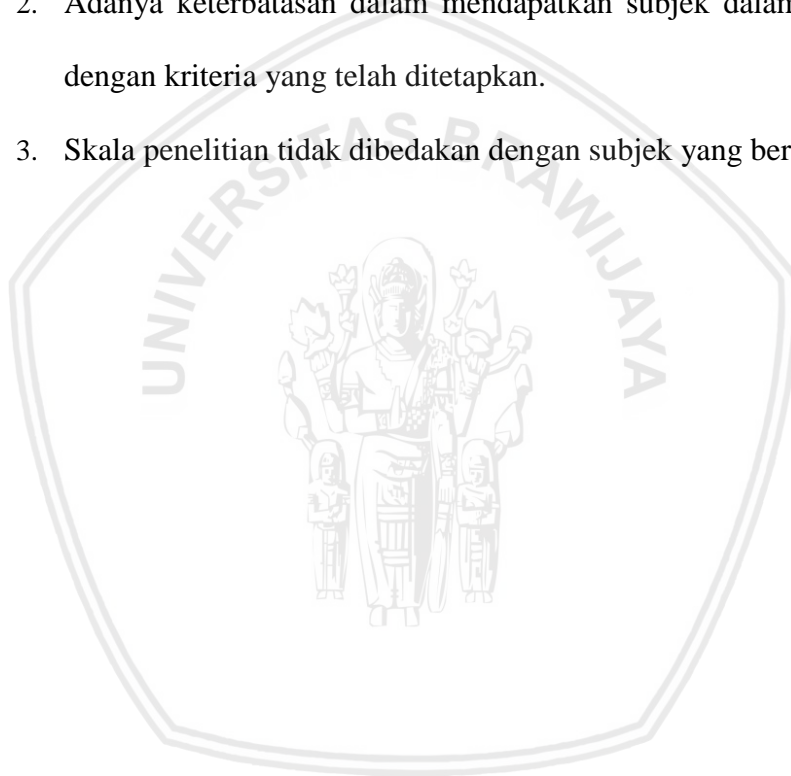 2. Adanya keterbatasan dalam mendapatkan subjek dalam
dengan kriteria yang telah ditetapkan.
3. Skala penelitian tidak dibedakan dengan subjek yang ber
UNIVERSITAS BRAWIJAYA